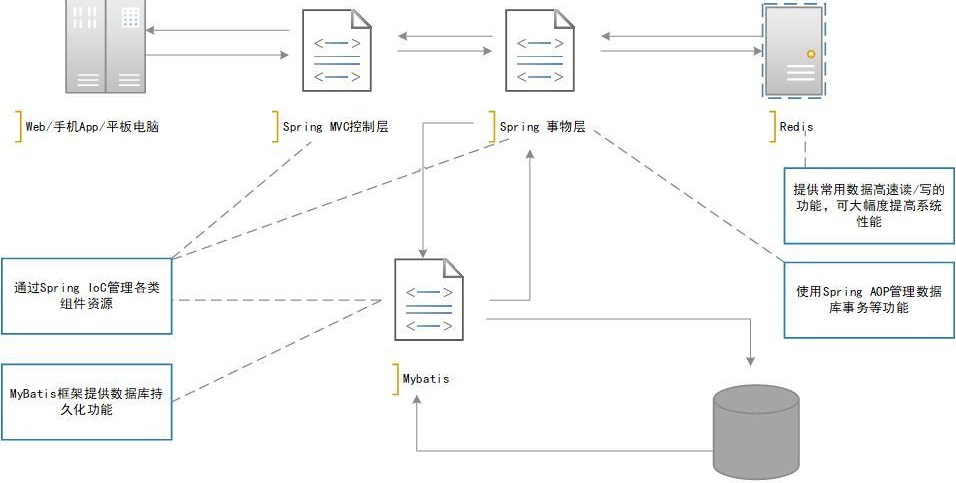 Web/手机App/平板电脑
Spring MVC控制层
Spring 事物层
Redis
提供常用数据高速读/写的
功能，可大幅度提高系统
性能
通过Spring IoC管理各类
组件资源
使用Spring AOP管理数据
库事务等功能
MyBatis框架提供数据库持
久化功能
Mybatis